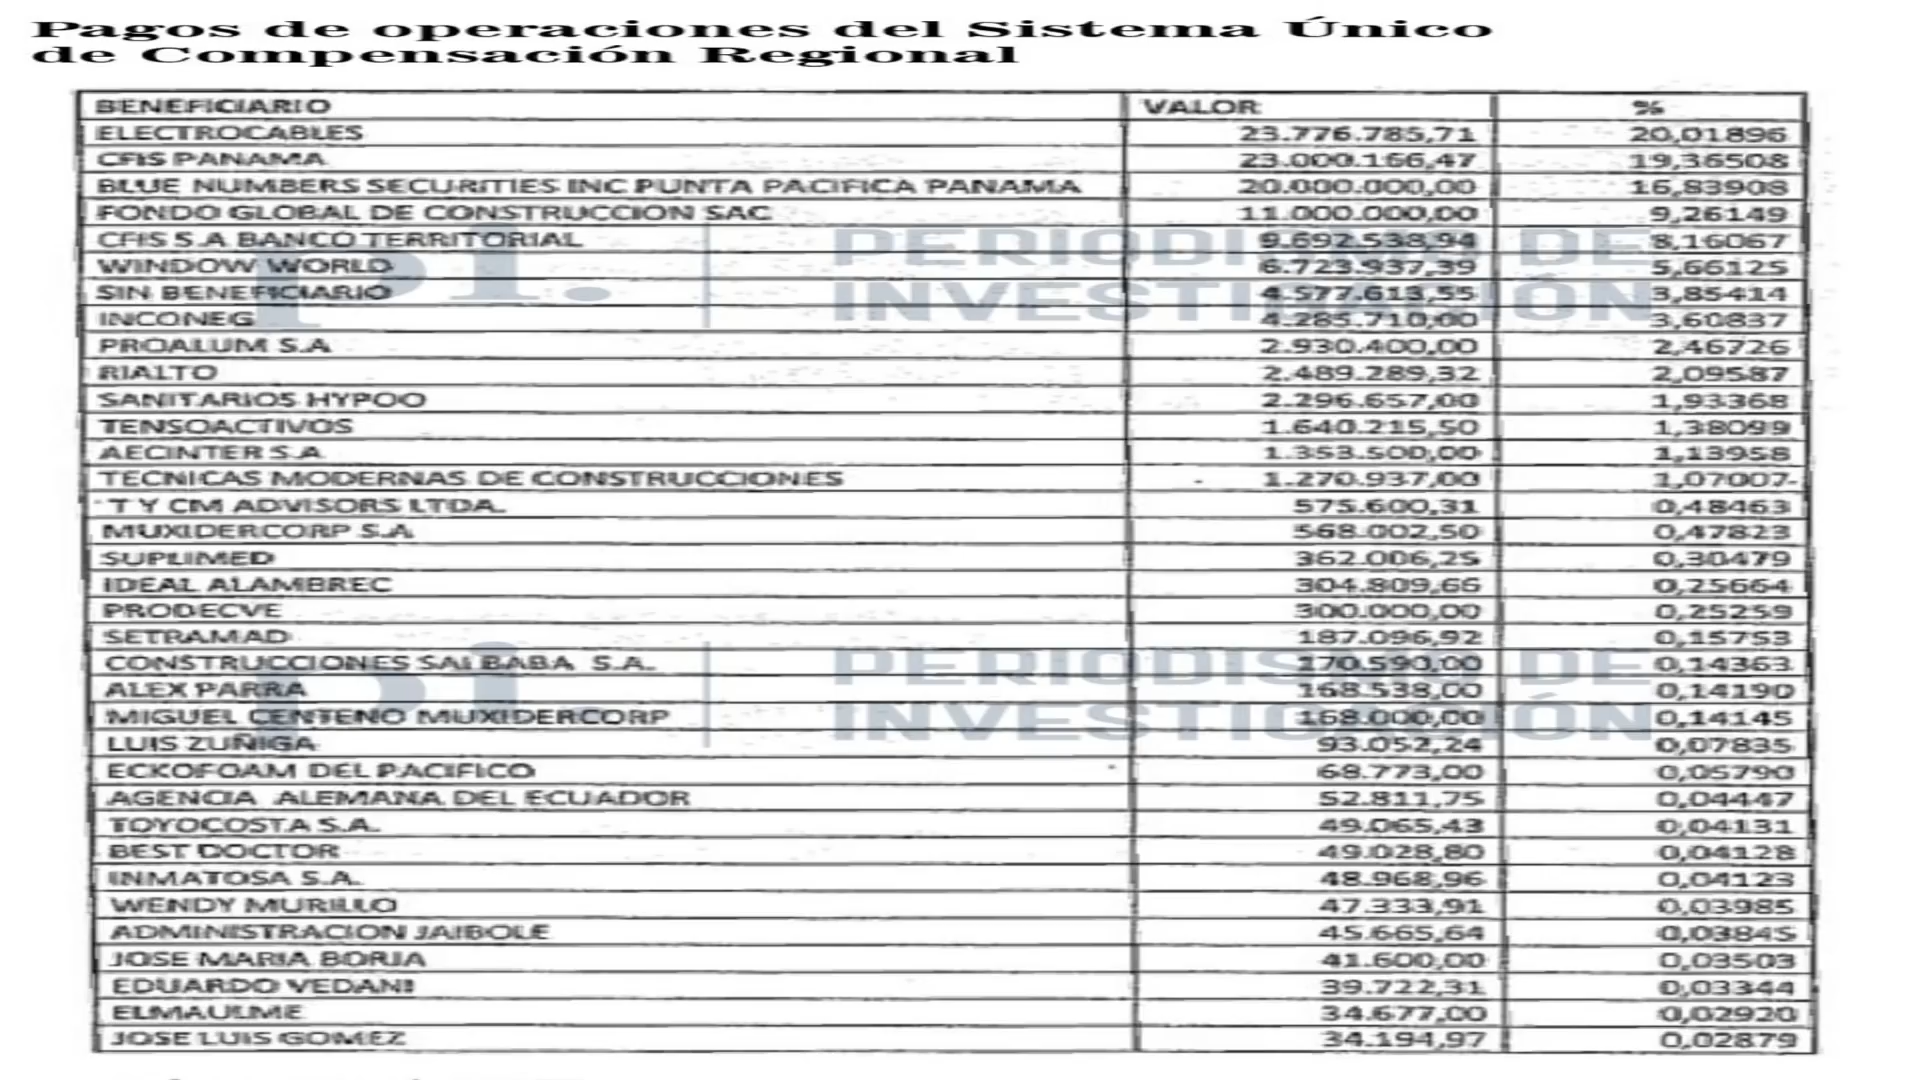 Pagos de operaciones del Sistema Único
de Compensación Regional
BENEFICIARIO VALOR %
ELECTROCABLES 23.776.785,71 20,01896
CFIS PANAMA 23.000.166,47 19,36508
BLUE NUMBERS SECURITIES INC PUNTA PACIFICA PANAMA 20.000.000,00 16,83908
FONDO GLOBAL DE CONSTRUCCION SAC 11.000.000,00 9,26149
CFIS S.A BANCO TERRITORIAL 9.692.538,94 8,16067
WINDOW WORLD 6.723.937,39 5,66125
SIN BENEFICIARIO 4.577.613,55 3,85414
INCONEG 4.285.710,00 3,60837
PROALUM S.A 2.930.400,00 2,46726
RIALTO 2.489.289,32 2,09587
SANITARIOS HYPOO 2.296.657,00 1,93368
TENSOACTIVOS 1.640.215,50 1,38099
AECINTER S.A 1.353.500,00 1,13958
TECNICAS MODERNAS DE CONSTRUCCIONES 1.270.937,00 1,07007
T Y CM ADVISORS LTDA. 575.600,31 0,48463
MUXIDERCORP S.A 568.002,50 0,47823
SUPLIMED 362.006,25 0,30479
IDEAL ALAMBREC 304.809,66 0,25664
PRODECVE 300.000,00 0,25259
SETRAMAD 187.096,92 0,15753
CONSTRUCCIONES SAI BABA S.A. 170.590,00 0,14363
ALEX PARRA 168.538,00 0,14190
MIGUEL CENTENO MUXIDERCORP 168.000,00 0,14145
LUIS ZUÑIGA 93.052,24 0,07835
ECKOFOAM DEL PACIFICO 68.773,00 0,05790
AGENCIA ALEMANA DEL ECUADOR 52.811,75 0,04447
TOYOCOSTA S.A. 49.065,43 0,04131
BEST DOCTOR 49.028,80 0,04128
INMATOSA S.A. 48.968,96 0,04123
WENDY MURILLO 47.333,91 0,03985
ADMINISTRACION JAIBOLE 45.665,64 0,03845
JOSE MARIA BORJA 41.600,00 0,03503
EDUARDO VEDANI 39.722,31 0,03344
ELMAULME 34.677,00 0,02920
JOSE LUIS GOMEZ 34.194,97 0,02879
pi. PERIODISMO DE
INVESTIGACIÓN
pi. PERIODISMO DE
INVESTIGACIÓN